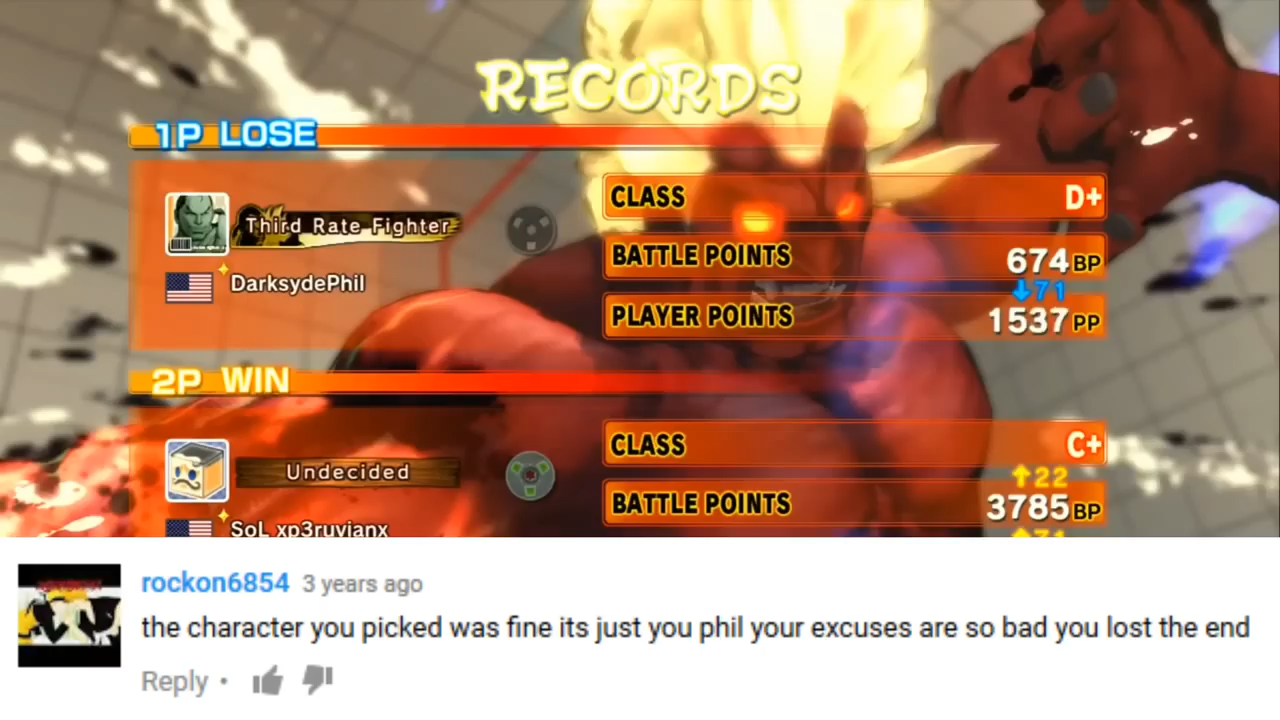 RECORDS
1P LOSE
Third Rate Fighter
DarksydePhil
CLASS D+
BATTLE POINTS 674 BP
↓71
PLAYER POINTS 1537 PP
2P WIN
Undecided
SoL xp3ruvianx
CLASS C+
↑22
BATTLE POINTS 3785 BP
↑71
rockon6854 3 years ago
the character you picked was fine its just you phil your excuses are so bad you lost the end
Reply •